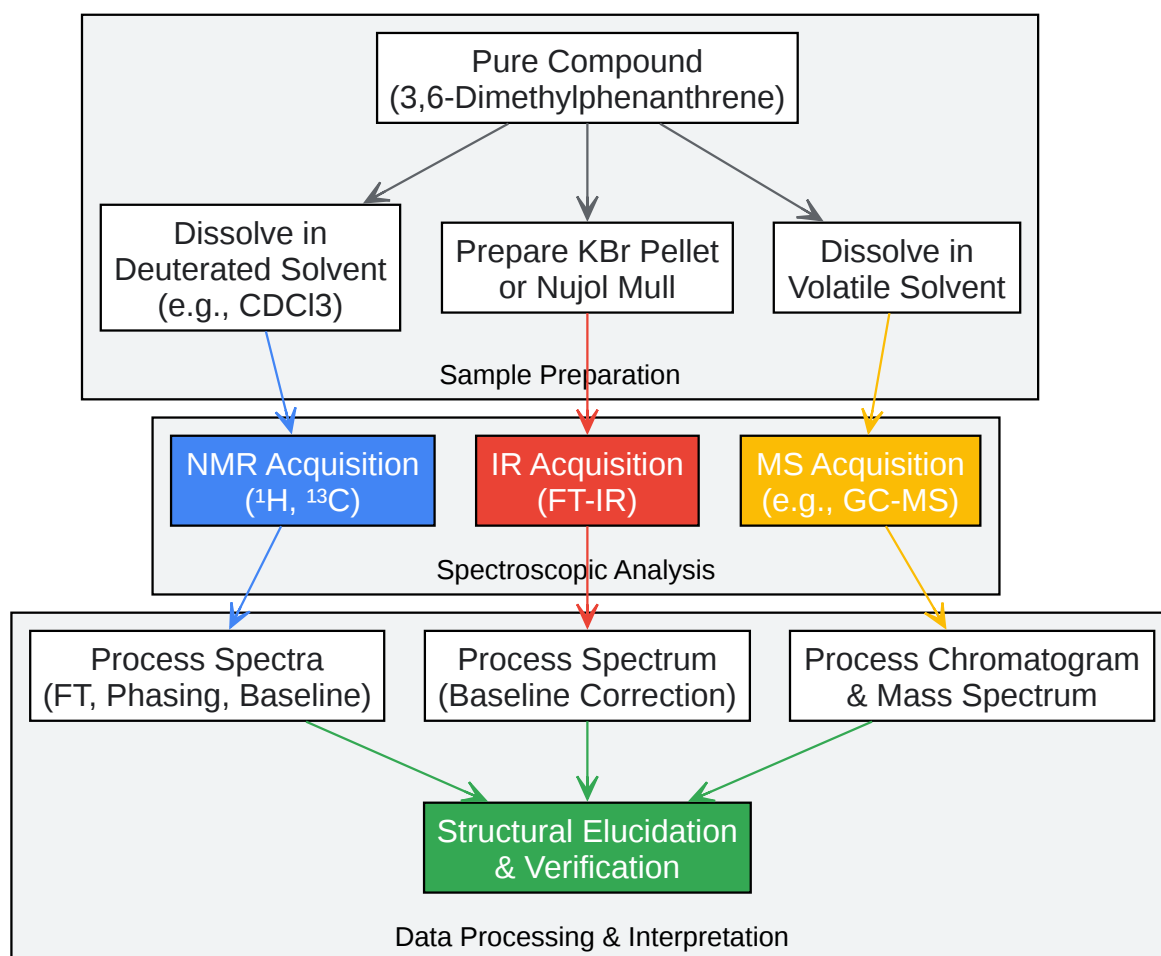 Pure Compound
(3,6-Dimethylphenanthrene)
Dissolve in
Deuterated Solvent
(e.g., CDCl3)
Prepare KBr Pellet
or Nujol Mull
Dissolve in
Volatile Solvent
Sample Preparation
NMR Acquisition
(¹H, ¹³C)
IR Acquisition
(FT-IR)
MS Acquisition
(e.g., GC-MS)
Spectroscopic Analysis
Process Spectra
(FT, Phasing, Baseline)
Process Spectrum
(Baseline Correction)
Process Chromatogram
& Mass Spectrum
Structural Elucidation
& Verification
Data Processing & Interpretation